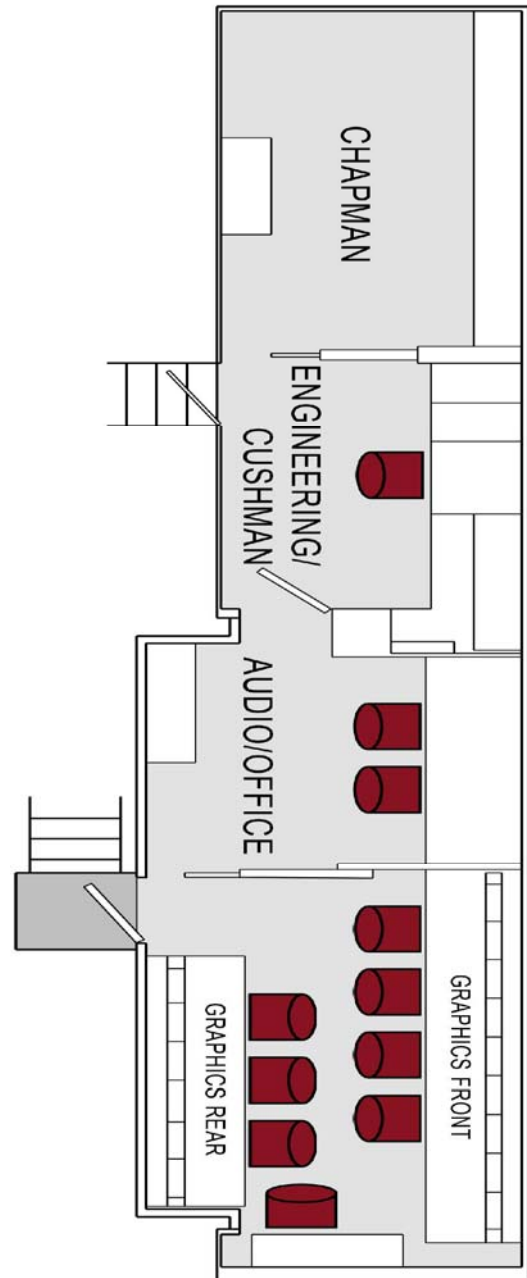 CHAPMAN
ENGINEERING/
CUSHMAN
AUDIO/OFFICE
GRAPHICS FRONT
GRAPHICS REAR